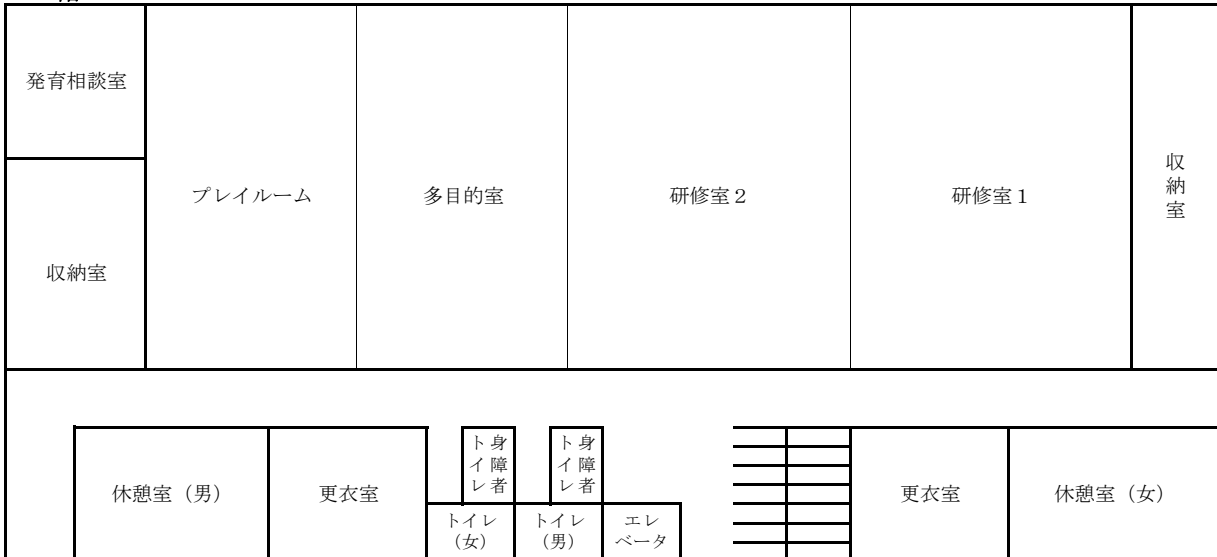 発育相談室
収納室
プレイルーム
多目的室
研修室２
研修室１
収納室
休憩室（男）
更衣室
身障者
トイレ
身障者
トイレ
トイレ
（女）
トイレ
（男）
エレ
ベータ
更衣室
休憩室（女）